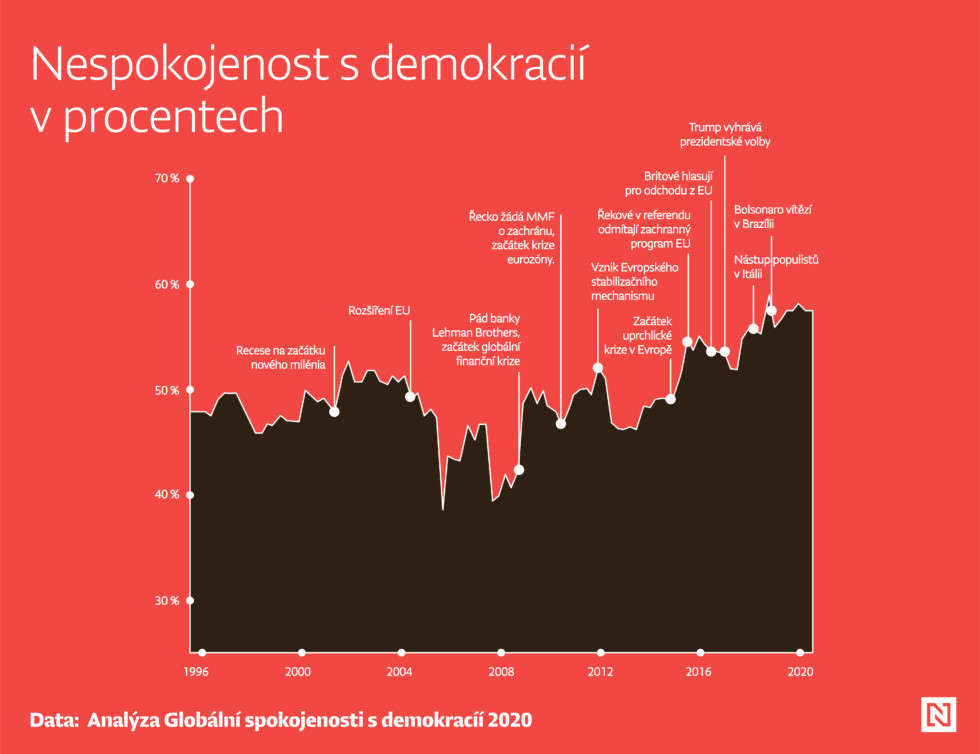 Nespokojenost s demokracií
v procentech
Trump vyhrává
prezidentské volby
70 %
Britové hlasují
pro odchodu z EU
Bolsonaro vítězí
v Brazílii
Řecko žádá MMF
o zachránu,
začátek krize
eurozóny.
Řekové v referendu
odmítají zachranný
program EU
Nástup populistů
v Itálii
Vznik Evropského
stabilizačního
mechanismu
60 %
Rozšíření EU
Pád banky
Lehman Brothers,
začátek globální
finanční krize
Začátek
uprchlické
krize v Evropě
Recese na začátku
nového milénia
50 %
40 %
30 %
1996
2000
2004
2008
2012
2016
2020
Data: Analýza Globální spokojenosti s demokracíí 2020
N